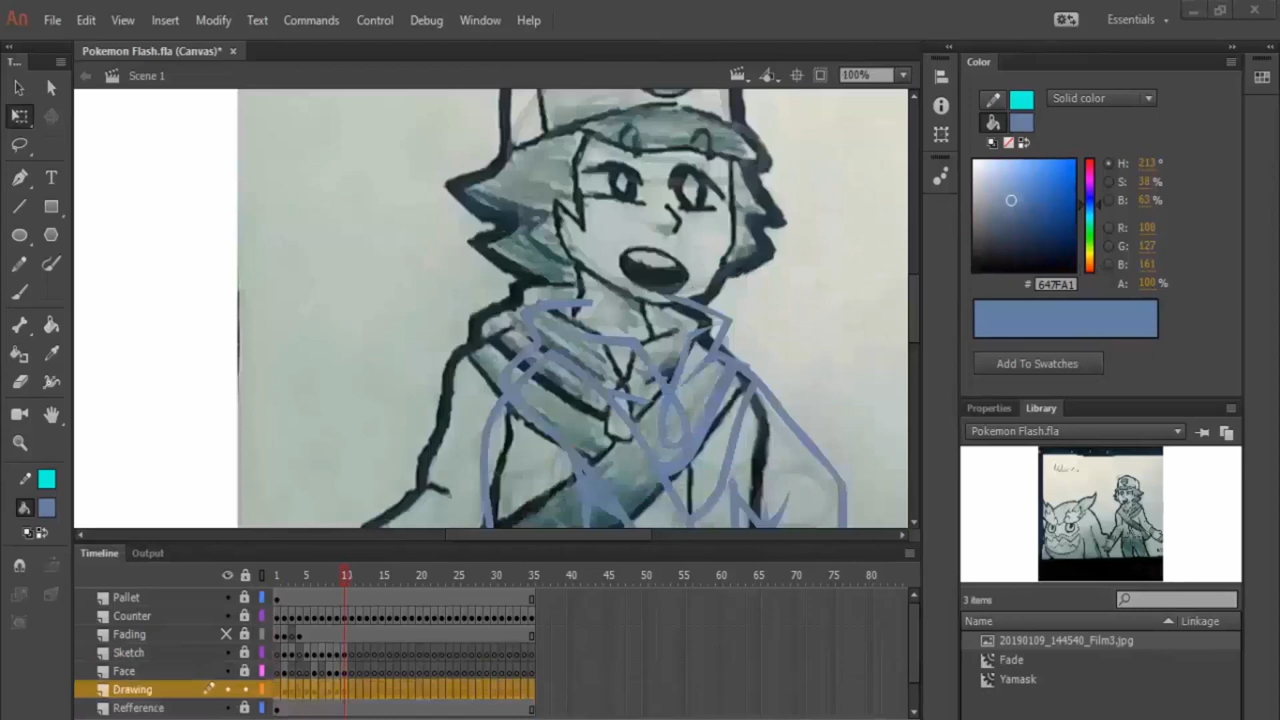 An File Edit View Insert Modify Text Commands Control Debug Window Help Essentials
Pokemon Flash.fla (Canvas)* ×
T...
Scene 1
100%
Color
Solid color
H: 213 °
S: 38 %
B: 63 %
R: 100
G: 127
B: 161
A: 100 %
# 647FA1
Add To Swatches
Properties Library
Pokemon Flash.fla
3 items
Name Linkage
20190109_144540_Film3.jpg
Fade
Yamask
Timeline Output
1 5 10 15 20 25 30 35 40 45 50 55 60 65 70 75 80
Pallet
Counter
Fading
Sketch
Face
Drawing
Refference